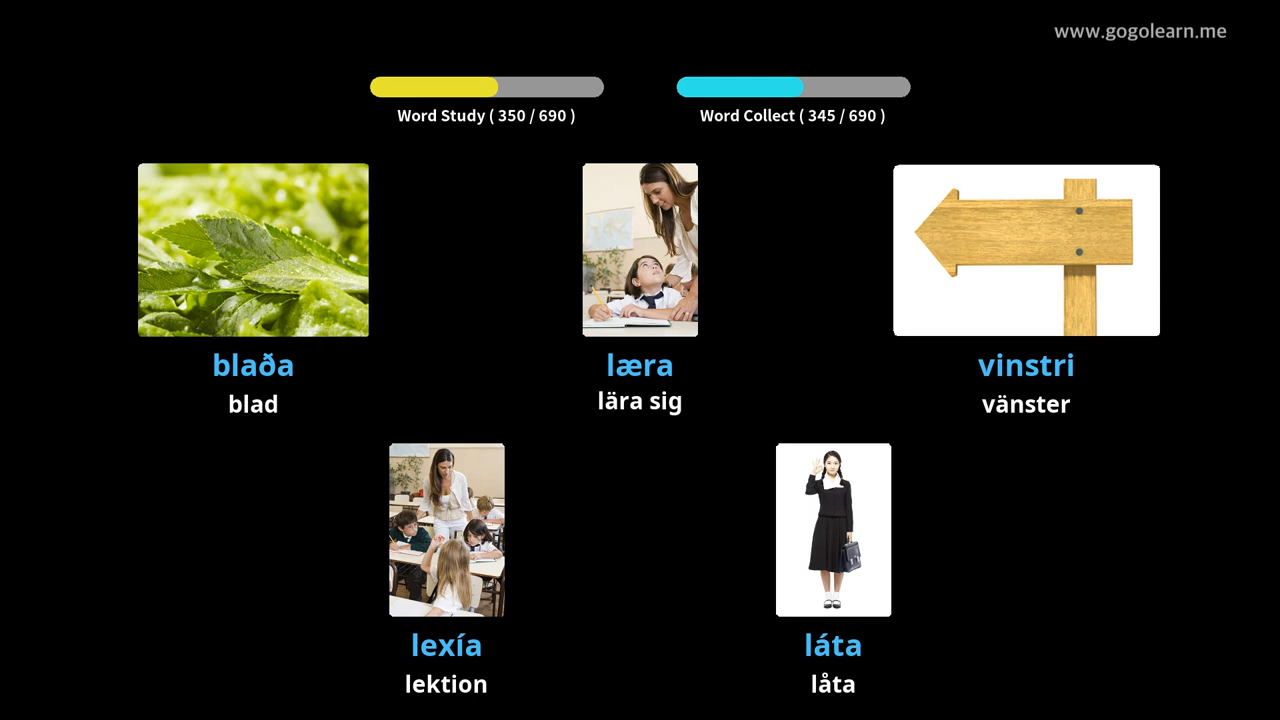 www.gogolearn.me
Word Study ( 350 / 690 )
Word Collect ( 345 / 690 )
blaða
blad
læra
lära sig
vinstri
vänster
lexía
lektion
láta
låta